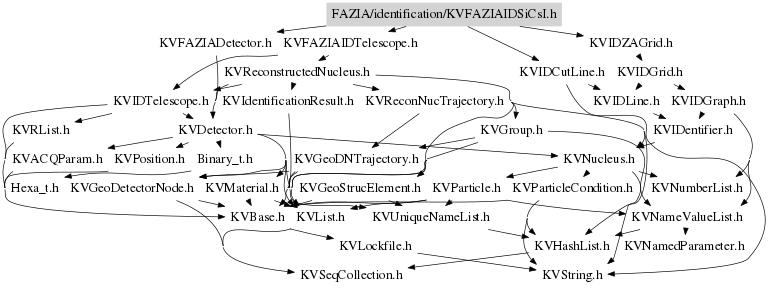 FAZIA/identification/KVFAZIAIDSiCsI.h
KVFAZIADetector.h KVFAZIAIDTelescope.h KVIDZAGrid.h
KVReconstructedNucleus.h KVIDCutLine.h KVIDGrid.h
KVIDTelescope.h KVIdentificationResult.h KVReconNucTrajectory.h KVIDLine.h KVIDGraph.h
KVRList.h KVDetector.h KVGroup.h KVIDentifier.h
KVACQParam.h KVPosition.h Binary_t.h KVGeoDNTrajectory.h KVNucleus.h
Hexa_t.h KVGeoDetectorNode.h KVMaterial.h KVGeoStrucElement.h KVParticle.h KVParticleCondition.h KVNumberList.h
KVBase.h KVList.h KVUniqueNameList.h KVNameValueList.h
KVLockfile.h KVHashList.h KVNamedParameter.h
KVSeqCollection.h KVString.h